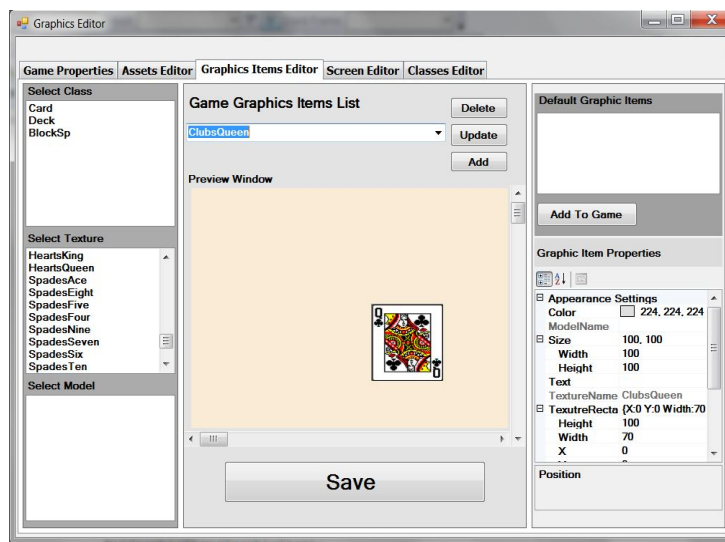 Graphics Editor
Game Properties Assets Editor Graphics Items Editor Screen Editor Classes Editor
Select Class
Card
Deck
BlockSp
Select Texture
HeartsKing
HeartsQueen
SpadesAce
SpadesEight
SpadesFive
SpadesFour
SpadesNine
SpadesSeven
SpadesSix
SpadesTen
Select Model
Game Graphics Items List
Delete
ClubsQueen
Update
Add
Preview Window
Q
Q
Save
Default Graphic Items
Add To Game
Graphic Item Properties
Appearance Settings
Color 224, 224, 224
ModelName
Size 100, 100
Width 100
Height 100
Text
TextureName ClubsQueen
TexutreRecta {X:0 Y:0 Width:70
Height 100
Width 70
X 0
Position